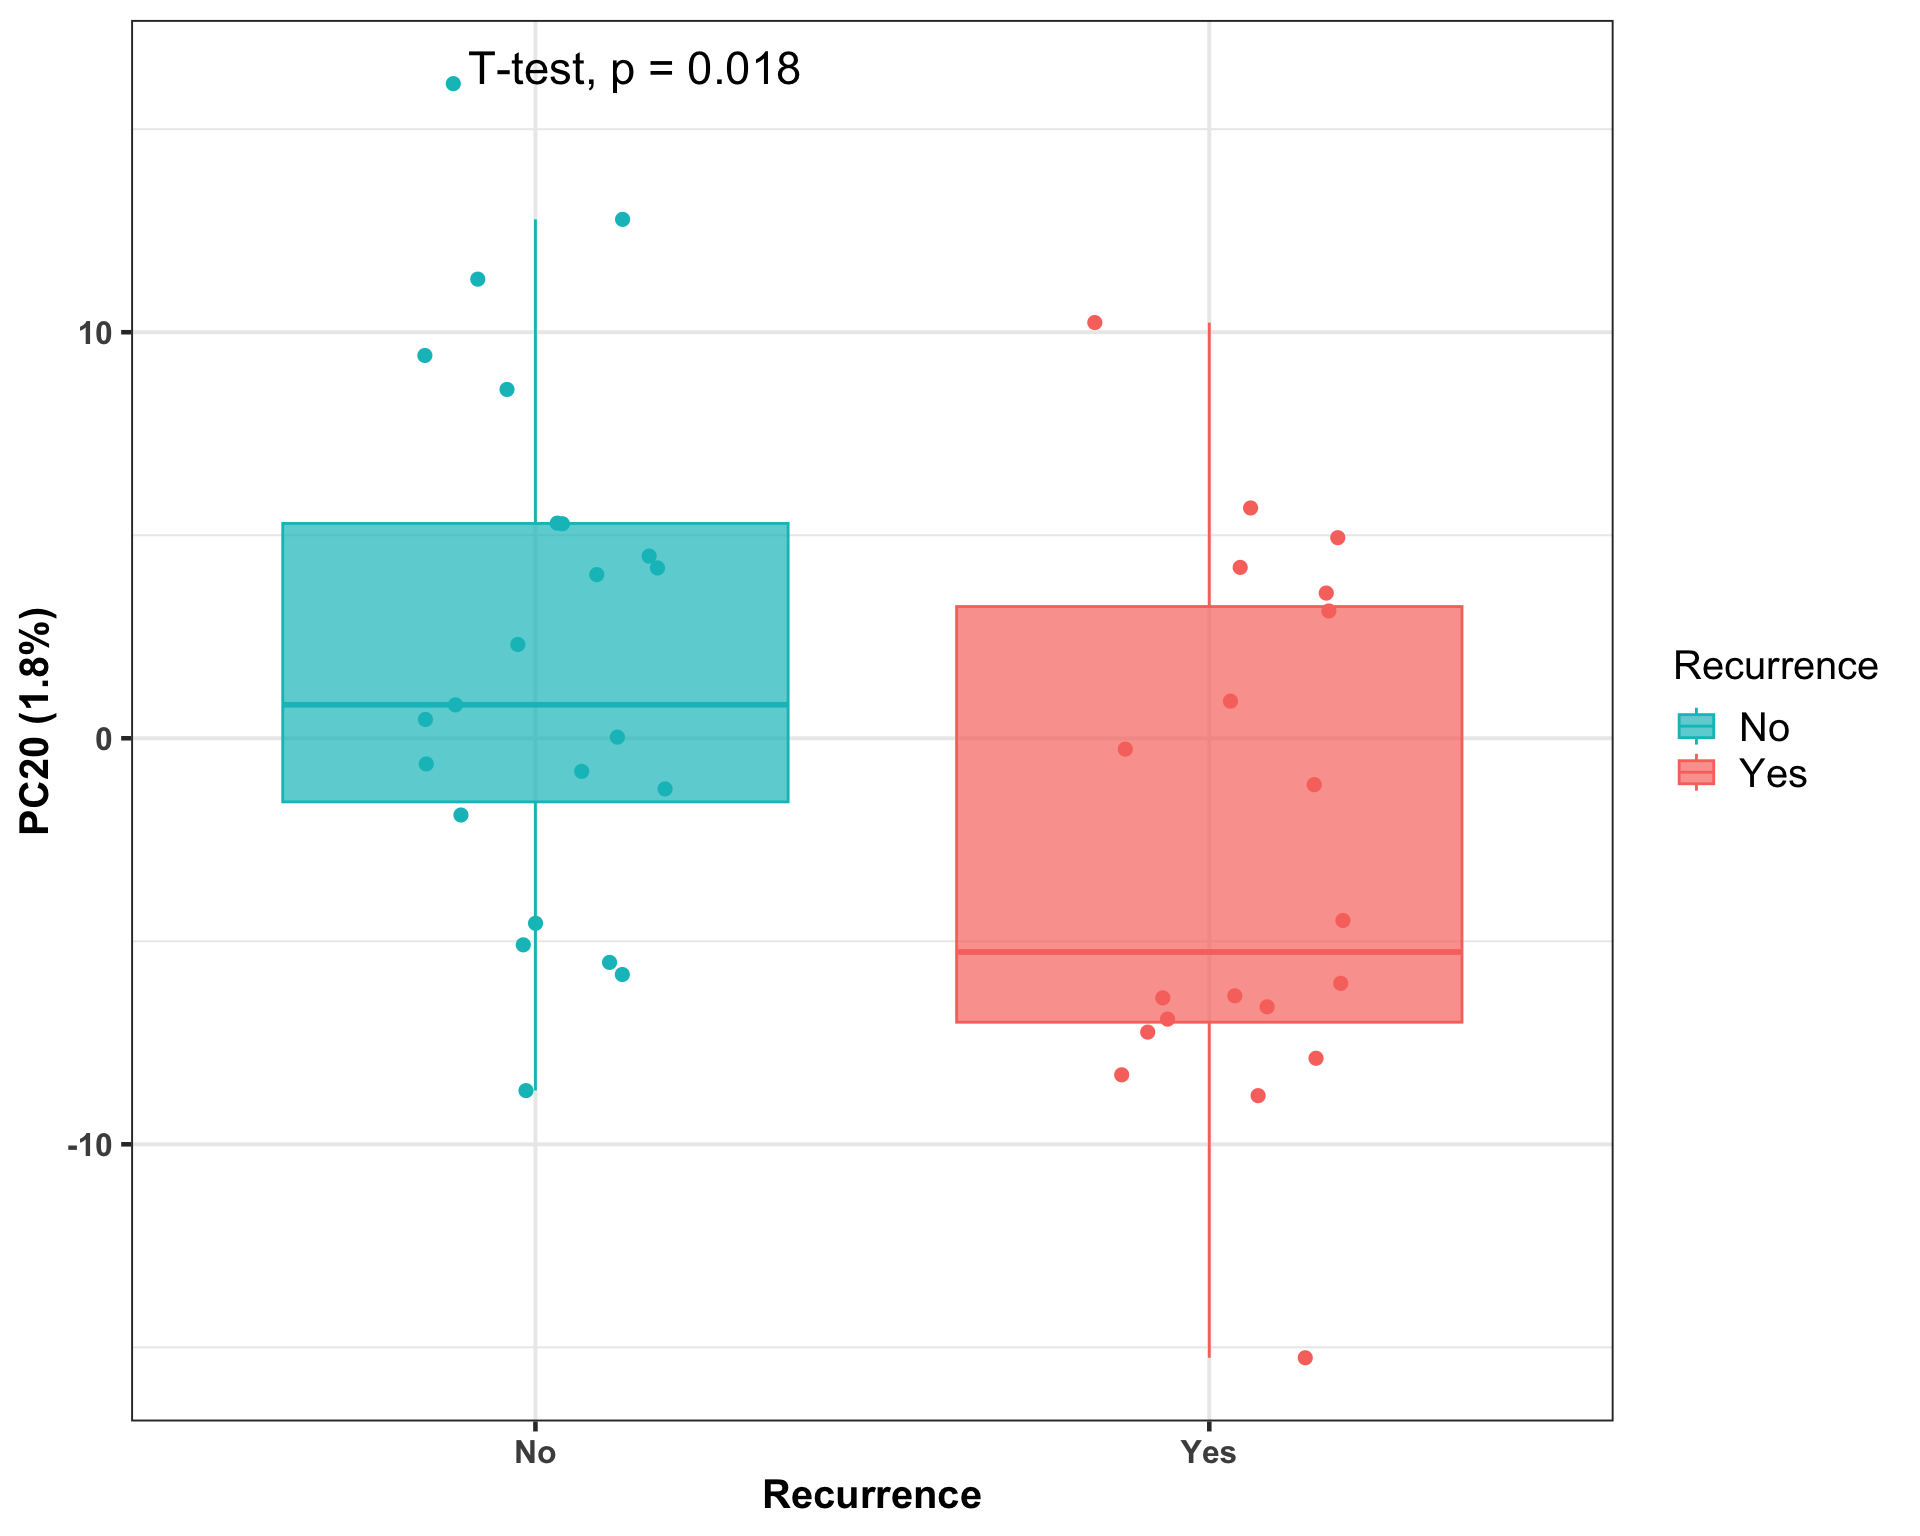 T-test, p = 0.018
PC20 (1.8%)
10
0
-10
No
Yes
Recurrence
Recurrence
No
Yes